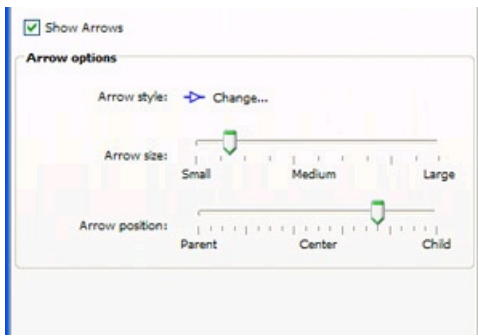 Show Arrows
Arrow options
Arrow style: Change...
Arrow size:
Small Medium Large
Arrow position:
Parent Center Child